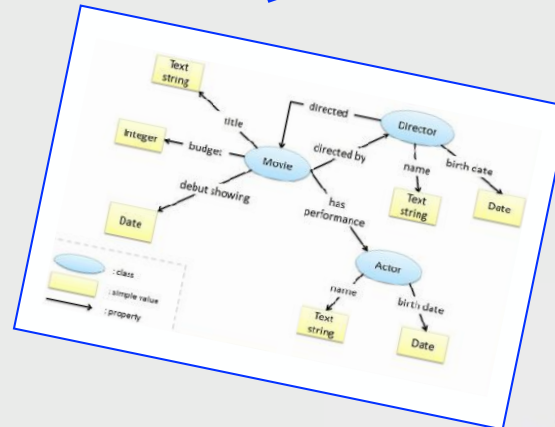 Text
string
title
directed
Director
Integer
budget
Movie
directed by
name
birth date
debut showing
has
performance
Text
string
Date
Date
Actor
name
birth date
: class
: simple value
: property
Text
string
Date